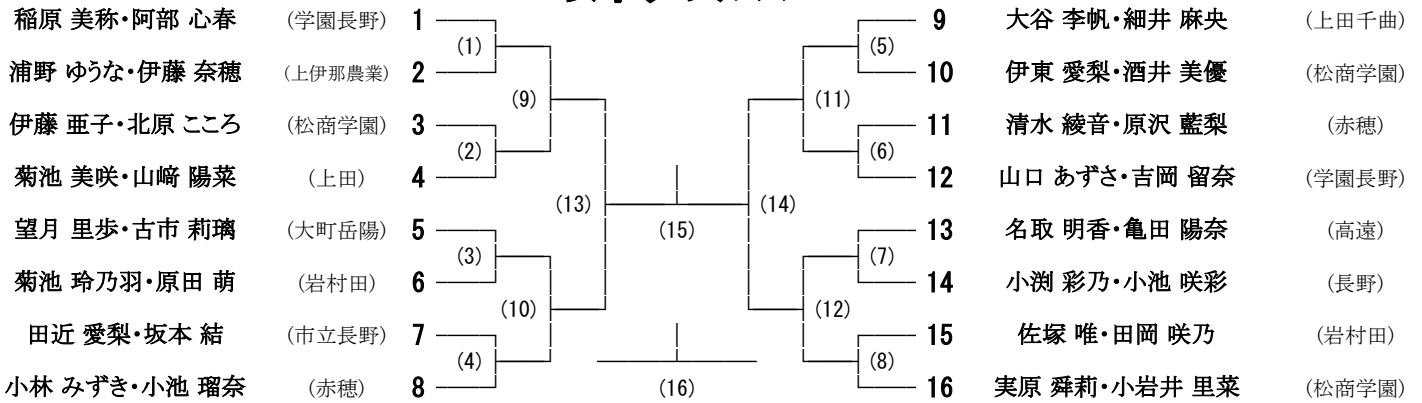 稲原 美称・阿部 心春 (学園長野) 1
浦野 ゆうな・伊藤 奈穂 (上伊那農業) 2
伊藤 亜子・北原 こころ (松商学園) 3
菊池 美咲・山﨑 陽菜 (上田) 4
望月 里歩・古市 莉璃 (大町岳陽) 5
菊池 玲乃羽・原田 萌 (岩村田) 6
田近 愛梨・坂本 結 (市立長野) 7
小林 みずき・小池 瑠奈 (赤穂) 8
(1)
(2)
(3)
(4)
(9)
(10)
(13)
(15)
(16)
(14)
(11)
(12)
(5)
(6)
(7)
(8)
9 大谷 李帆・細井 麻央 (上田千曲)
10 伊東 愛梨・酒井 美優 (松商学園)
11 清水 綾音・原沢 藍梨 (赤穂)
12 山口 あずさ・吉岡 留奈 (学園長野)
13 名取 明香・亀田 陽奈 (高遠)
14 小渕 彩乃・小池 咲彩 (長野)
15 佐塚 唯・田岡 咲乃 (岩村田)
16 実原 舜莉・小岩井 里菜 (松商学園)